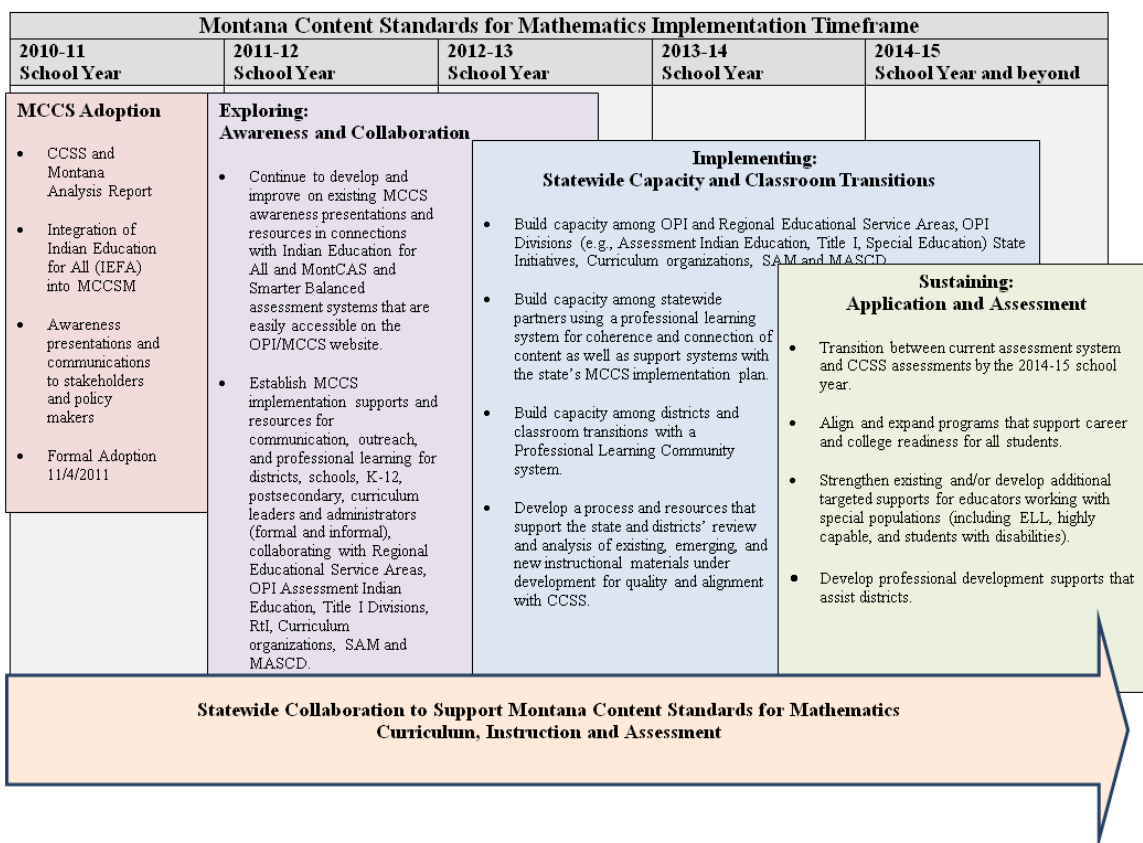 Montana Content Standards for Mathematics Implementation Timeframe
2010-11
School Year
2011-12
School Year
2012-13
School Year
2013-14
School Year
2014-15
School Year and beyond
MCCS Adoption
• CCSS and
Montana
Analysis Report
• Integration of
Indian Education
for All (IEFA)
into MCCSM
• Awareness
presentations and
communications
to stakeholders
and policy
makers
• Formal Adoption
11/4/2011
Exploring:
Awareness and Collaboration
• Continue to develop and
improve on existing MCCS
awareness presentations and
resources in connections
with Indian Education for
All and MontCAS and
Smarter Balanced
assessment systems that are
easily accessible on the
OPI/MCCS website.
• Establish MCCS
implementation supports and
resources for
communication, outreach,
and professional learning for
districts, schools, K-12,
postsecondary, curriculum
leaders and administrators
(formal and informal),
collaborating with Regional
Educational Service Areas,
OPI Assessment Indian
Education, Title I Divisions,
RtI, Curriculum
organizations, SAM and
MASCD.
Implementing:
Statewide Capacity and Classroom Transitions
• Build capacity among OPI and Regional Educational Service Areas, OPI
Divisions (e.g., Assessment Indian Education, Title I, Special Education) State
Initiatives, Curriculum organizations, SAM and MASCD
• Build capacity among statewide
partners using a professional learning
system for coherence and connection of
content as well as support systems with
the state's MCCS implementation plan.
• Build capacity among districts and
classroom transitions with a
Professional Learning Community
system.
• Develop a process and resources that
support the state and districts' review
and analysis of existing, emerging, and
new instructional materials under
development for quality and alignment
with CCSS.
Sustaining:
Application and Assessment
• Transition between current assessment system
and CCSS assessments by the 2014-15 school
year.
• Align and expand programs that support career
and college readiness for all students.
• Strengthen existing and/or develop additional
targeted supports for educators working with
special populations (including ELL, highly
capable, and students with disabilities).
• Develop professional development supports that
assist districts.
Statewide Collaboration to Support Montana Content Standards for Mathematics
Curriculum, Instruction and Assessment